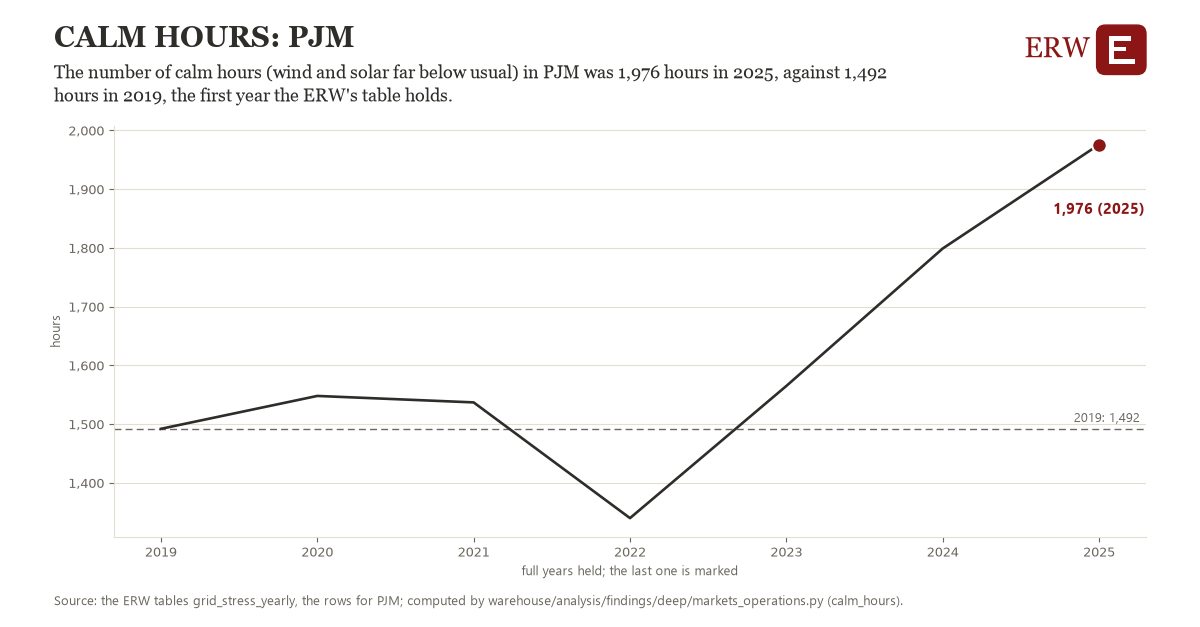 CALM HOURS: PJM
ERW E
The number of calm hours (wind and solar far below usual) in PJM was 1,976 hours in 2025, against 1,492
hours in 2019, the first year the ERW's table holds.
2,000
1,900
1,800
1,700
1,600
1,500
1,400
hours
1,976 (2025)
2019: 1,492
2019 2020 2021 2022 2023 2024 2025
full years held; the last one is marked
Source: the ERW tables grid_stress_yearly, the rows for PJM; computed by warehouse/analysis/findings/deep/markets_operations.py (calm_hours).